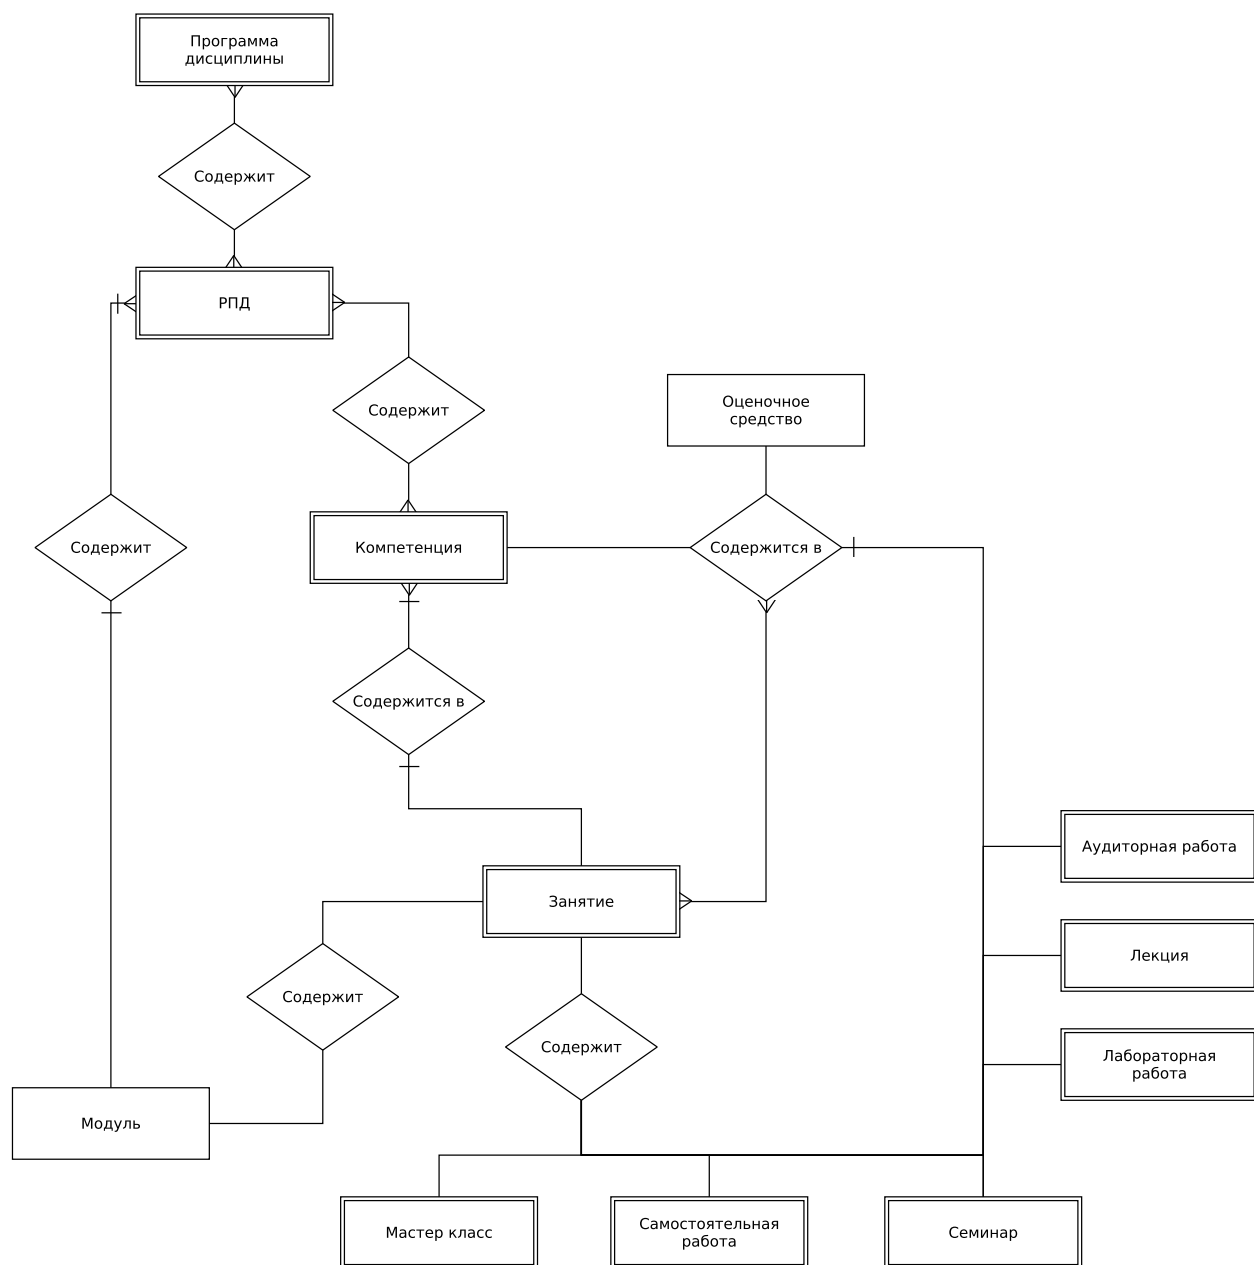 Программа
дисциплины
Содержит
РПД
Содержит
Оценочное
средство
Содержит
Компетенция
Содержится в
Содержится в
Аудиторная работа
Занятие
Лекция
Содержит
Содержит
Лабораторная
работа
Модуль
Мастер класс
Самостоятельная
работа
Семинар